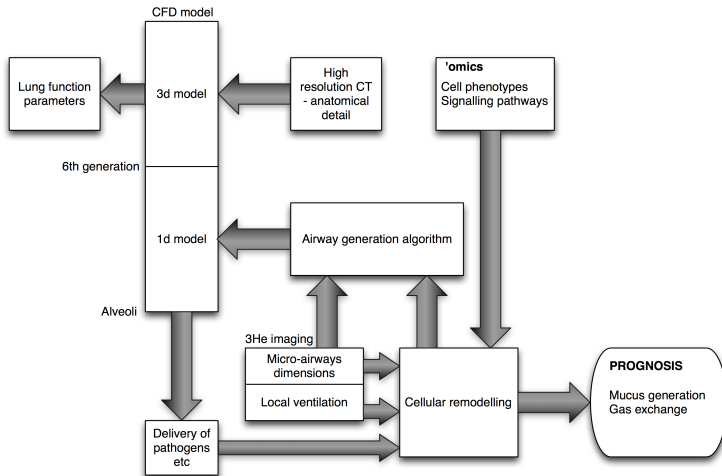 CFD model
Lung function
parameters
3d model
High
resolution CT
- anatomical
detail
'omics
Cell phenotypes
Signalling pathways
6th generation
1d model
Airway generation algorithm
Alveoli
3He imaging
Micro-airways
dimensions
Local ventilation
Cellular remodelling
PROGNOSIS
Mucus generation
Gas exchange
Delivery of
pathogens
etc